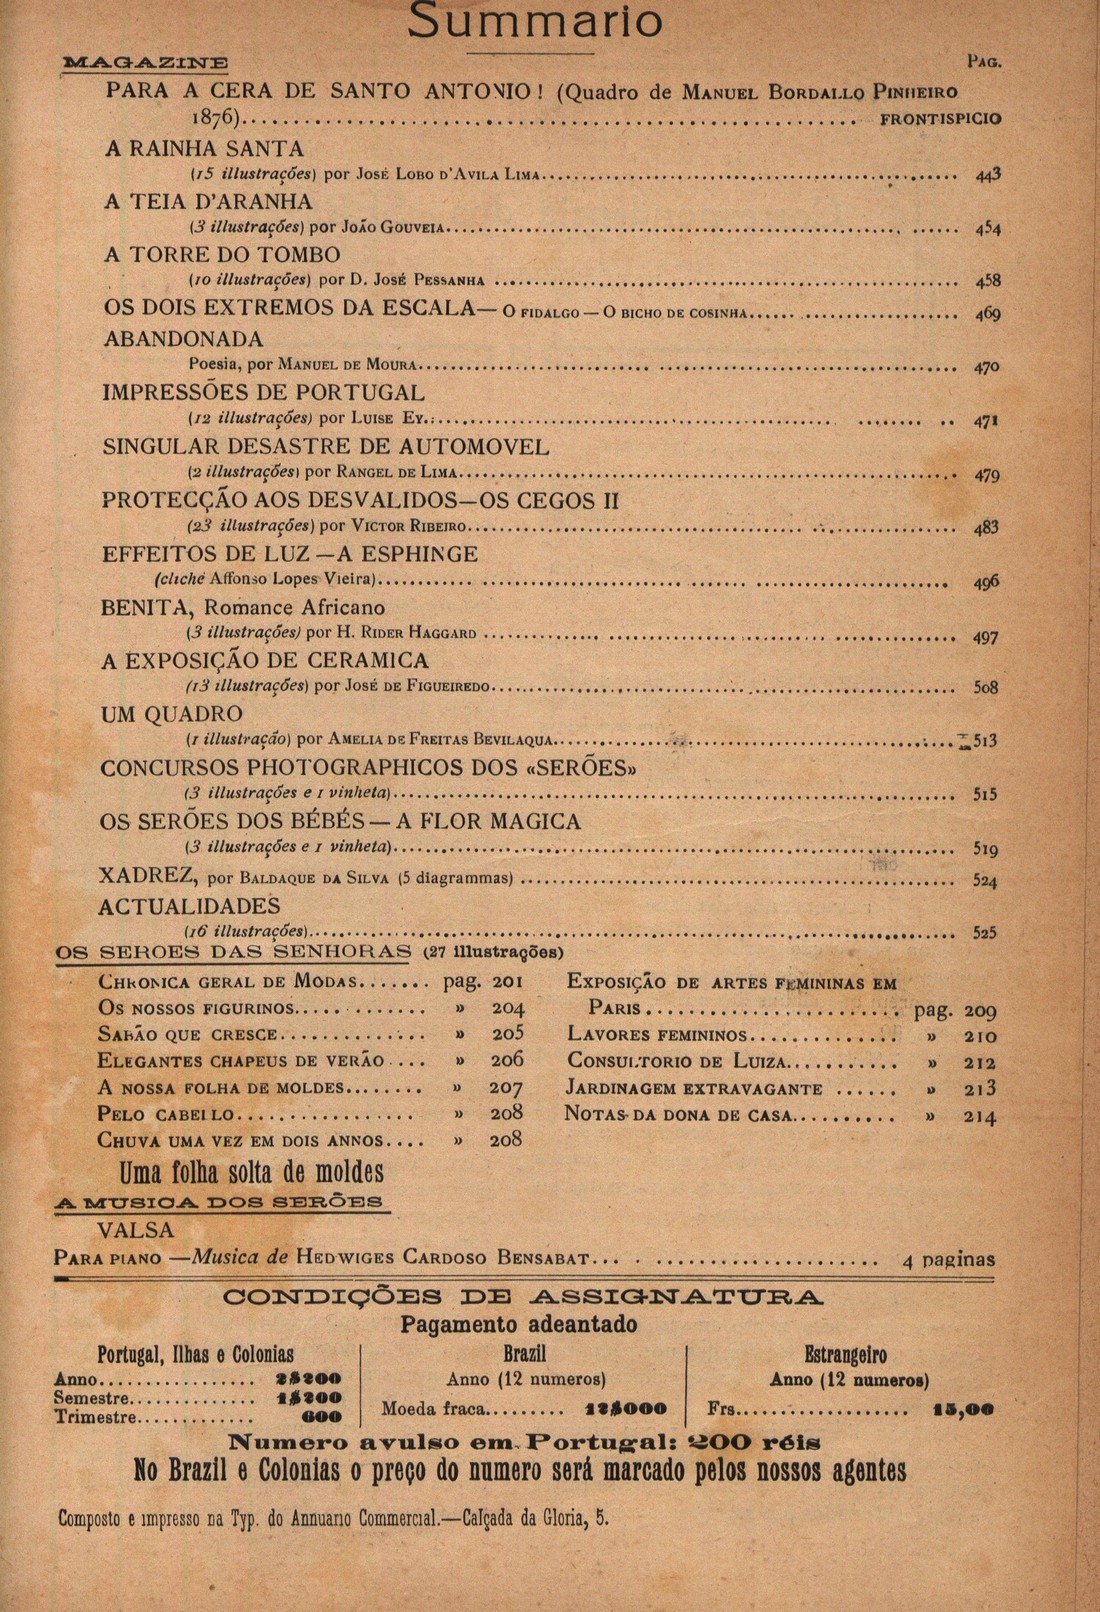 Summario
MAGAZINE PAG.
PARA A CERA DE SANTO ANTONIO! (Quadro de MANUEL BORDALLO PINHEIRO
1876)........ FRONTISPICIO
A RAINHA SANTA
(15 illustrações) por JOSÉ LOBO D'AVILA LIMA........ 443
A TEIA D'ARANHA
(3 illustrações) por JOÃO GOUVEIA........ 454
A TORRE DO TOMBO
(10 illustrações) por D. JOSÉ PESSANHA ........ 458
OS DOIS EXTREMOS DA ESCALA— O FIDALGO — O BICHO DE COSINHA........ 469
ABANDONADA
Poesia, por MANUEL DE MOURA........ 470
IMPRESSÕES DE PORTUGAL
(12 illustrações) por LUISE EY........ 471
SINGULAR DESASTRE DE AUTOMOVEL
(2 illustrações) por RANGEL DE LIMA........ 479
PROTECÇÃO AOS DESVALIDOS—OS CEGOS II
(23 illustrações) por VICTOR RIBEIRO........ 483
EFFEITOS DE LUZ —A ESPHINGE
(cliché Affonso Lopes Vieira)........ 496
BENITA, Romance Africano
(3 illustrações) por H. RIDER HAGGARD ........ 497
A EXPOSIÇÃO DE CERAMICA
(13 illustrações) por JOSÉ DE FIGUEIREDO........ 508
UM QUADRO
(1 illustração) por AMELIA DE FREITAS BEVILAQUA........ 513
CONCURSOS PHOTOGRAPHICOS DOS «SERÕES»
(3 illustrações e 1 vinheta)........ 515
OS SERÕES DOS BÉBÉS — A FLOR MAGICA
(3 illustrações e 1 vinheta)........ 519
XADREZ, por BALDAQUE DA SILVA (5 diagrammas) ........ 524
ACTUALIDADES
(16 illustrações)........ 525
OS SEROES DAS SENHORAS (27 illustrações)
CHRONICA GERAL DE MODAS....... pag. 201
OS NOSSOS FIGURINOS............ » 204
SABÃO QUE CRESCE............. » 205
ELEGANTES CHAPEUS DE VERÃO .... » 206
A NOSSA FOLHA DE MOLDES........ » 207
PELO CABELLO................. » 208
CHUVA UMA VEZ EM DOIS ANNOS.... » 208
EXPOSIÇÃO DE ARTES FEMININAS EM
PARIS........................ pag. 209
LAVORES FEMININOS.............. » 210
CONSULTORIO DE LUIZA........... » 212
JARDINAGEM EXTRAVAGANTE ...... » 213
NOTAS DA DONA DE CASA.......... » 214
Uma folha solta de moldes
A MUSICA DOS SERÕES
VALSA
PARA PIANO —Musica de HEDWIGES CARDOSO BENSABAT........ 4 paginas
CONDIÇÕES DE ASSIGNATURA
Pagamento adeantado
Portugal, Ilhas e Colonias
Anno................. 2$200
Semestre.............. 1$200
Trimestre............. 600
Brazil
Anno (12 numeros)
Moeda fraca......... 12$000
Estrangeiro
Anno (12 numeros)
Frs................... 15,00
Numero avulso em Portugal: 200 réis
No Brazil e Colonias o preço do numero será marcado pelos nossos agentes
Composto e impresso na Typ. do Annuario Commercial.—Calçada da Gloria, 5.